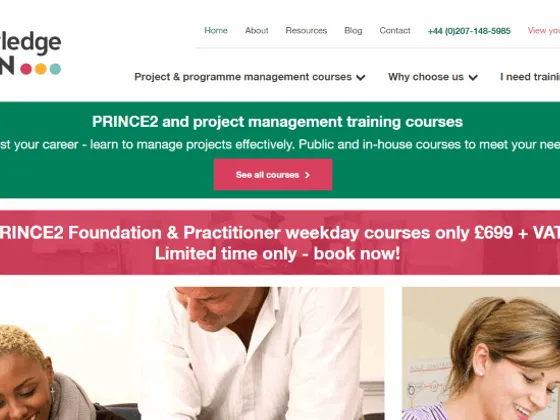 Home About Resources Blog Contact +44 (0)207-148-5985 View you
ledge
N
Project & programme management courses Why choose us I need traini
PRINCE2 and project management training courses
st your career - learn to manage projects effectively. Public and in-house courses to meet your nee
See all courses
RINCE2 Foundation & Practitioner weekday courses only £699 + VAT
Limited time only - book now!